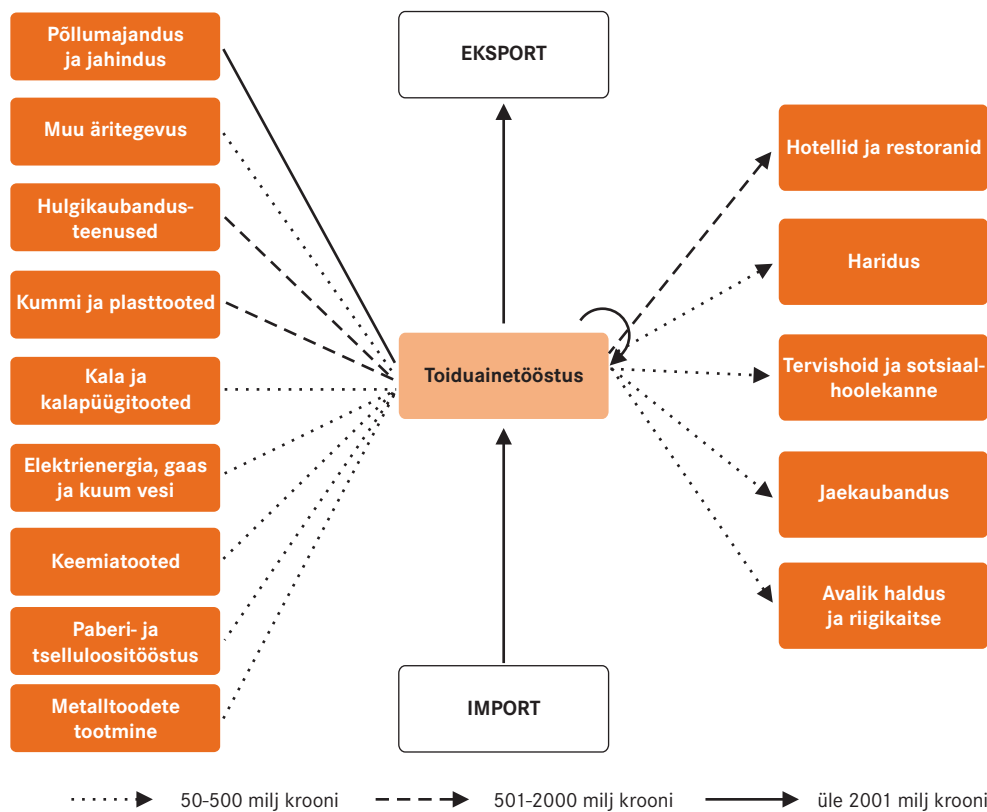 Põllumajandus
ja jahindus
Muu äritegevus
Hulgikaubandus-
teenused
Kummi ja plasttooted
Kala ja
kalapüügitooted
Elektrienergia, gaas
ja kuum vesi
Keemiatooted
Paberi- ja
tselluloositööstus
Metalltoodete
tootmine
EKSPORT
Toiduainetööstus
IMPORT
Hotellid ja restoranid
Haridus
Tervishoid ja sotsiaal-
hoolekanne
Jaekaubandus
Avalik haldus
ja riigikaitse
50-500 milj krooni
501-2000 milj krooni
üle 2001 milj krooni